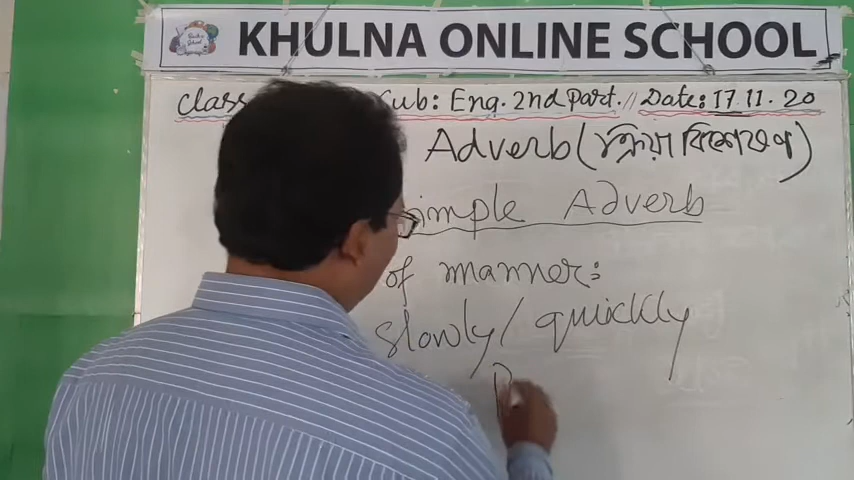 KHULNA ONLINE SCHOOL
Class Sub: Eng. 2nd Part. // Date: 17.11.20
Adverb (ক্রিয়া বিশেষণ)
Simple Adverb
of manner:
slowly / quickly